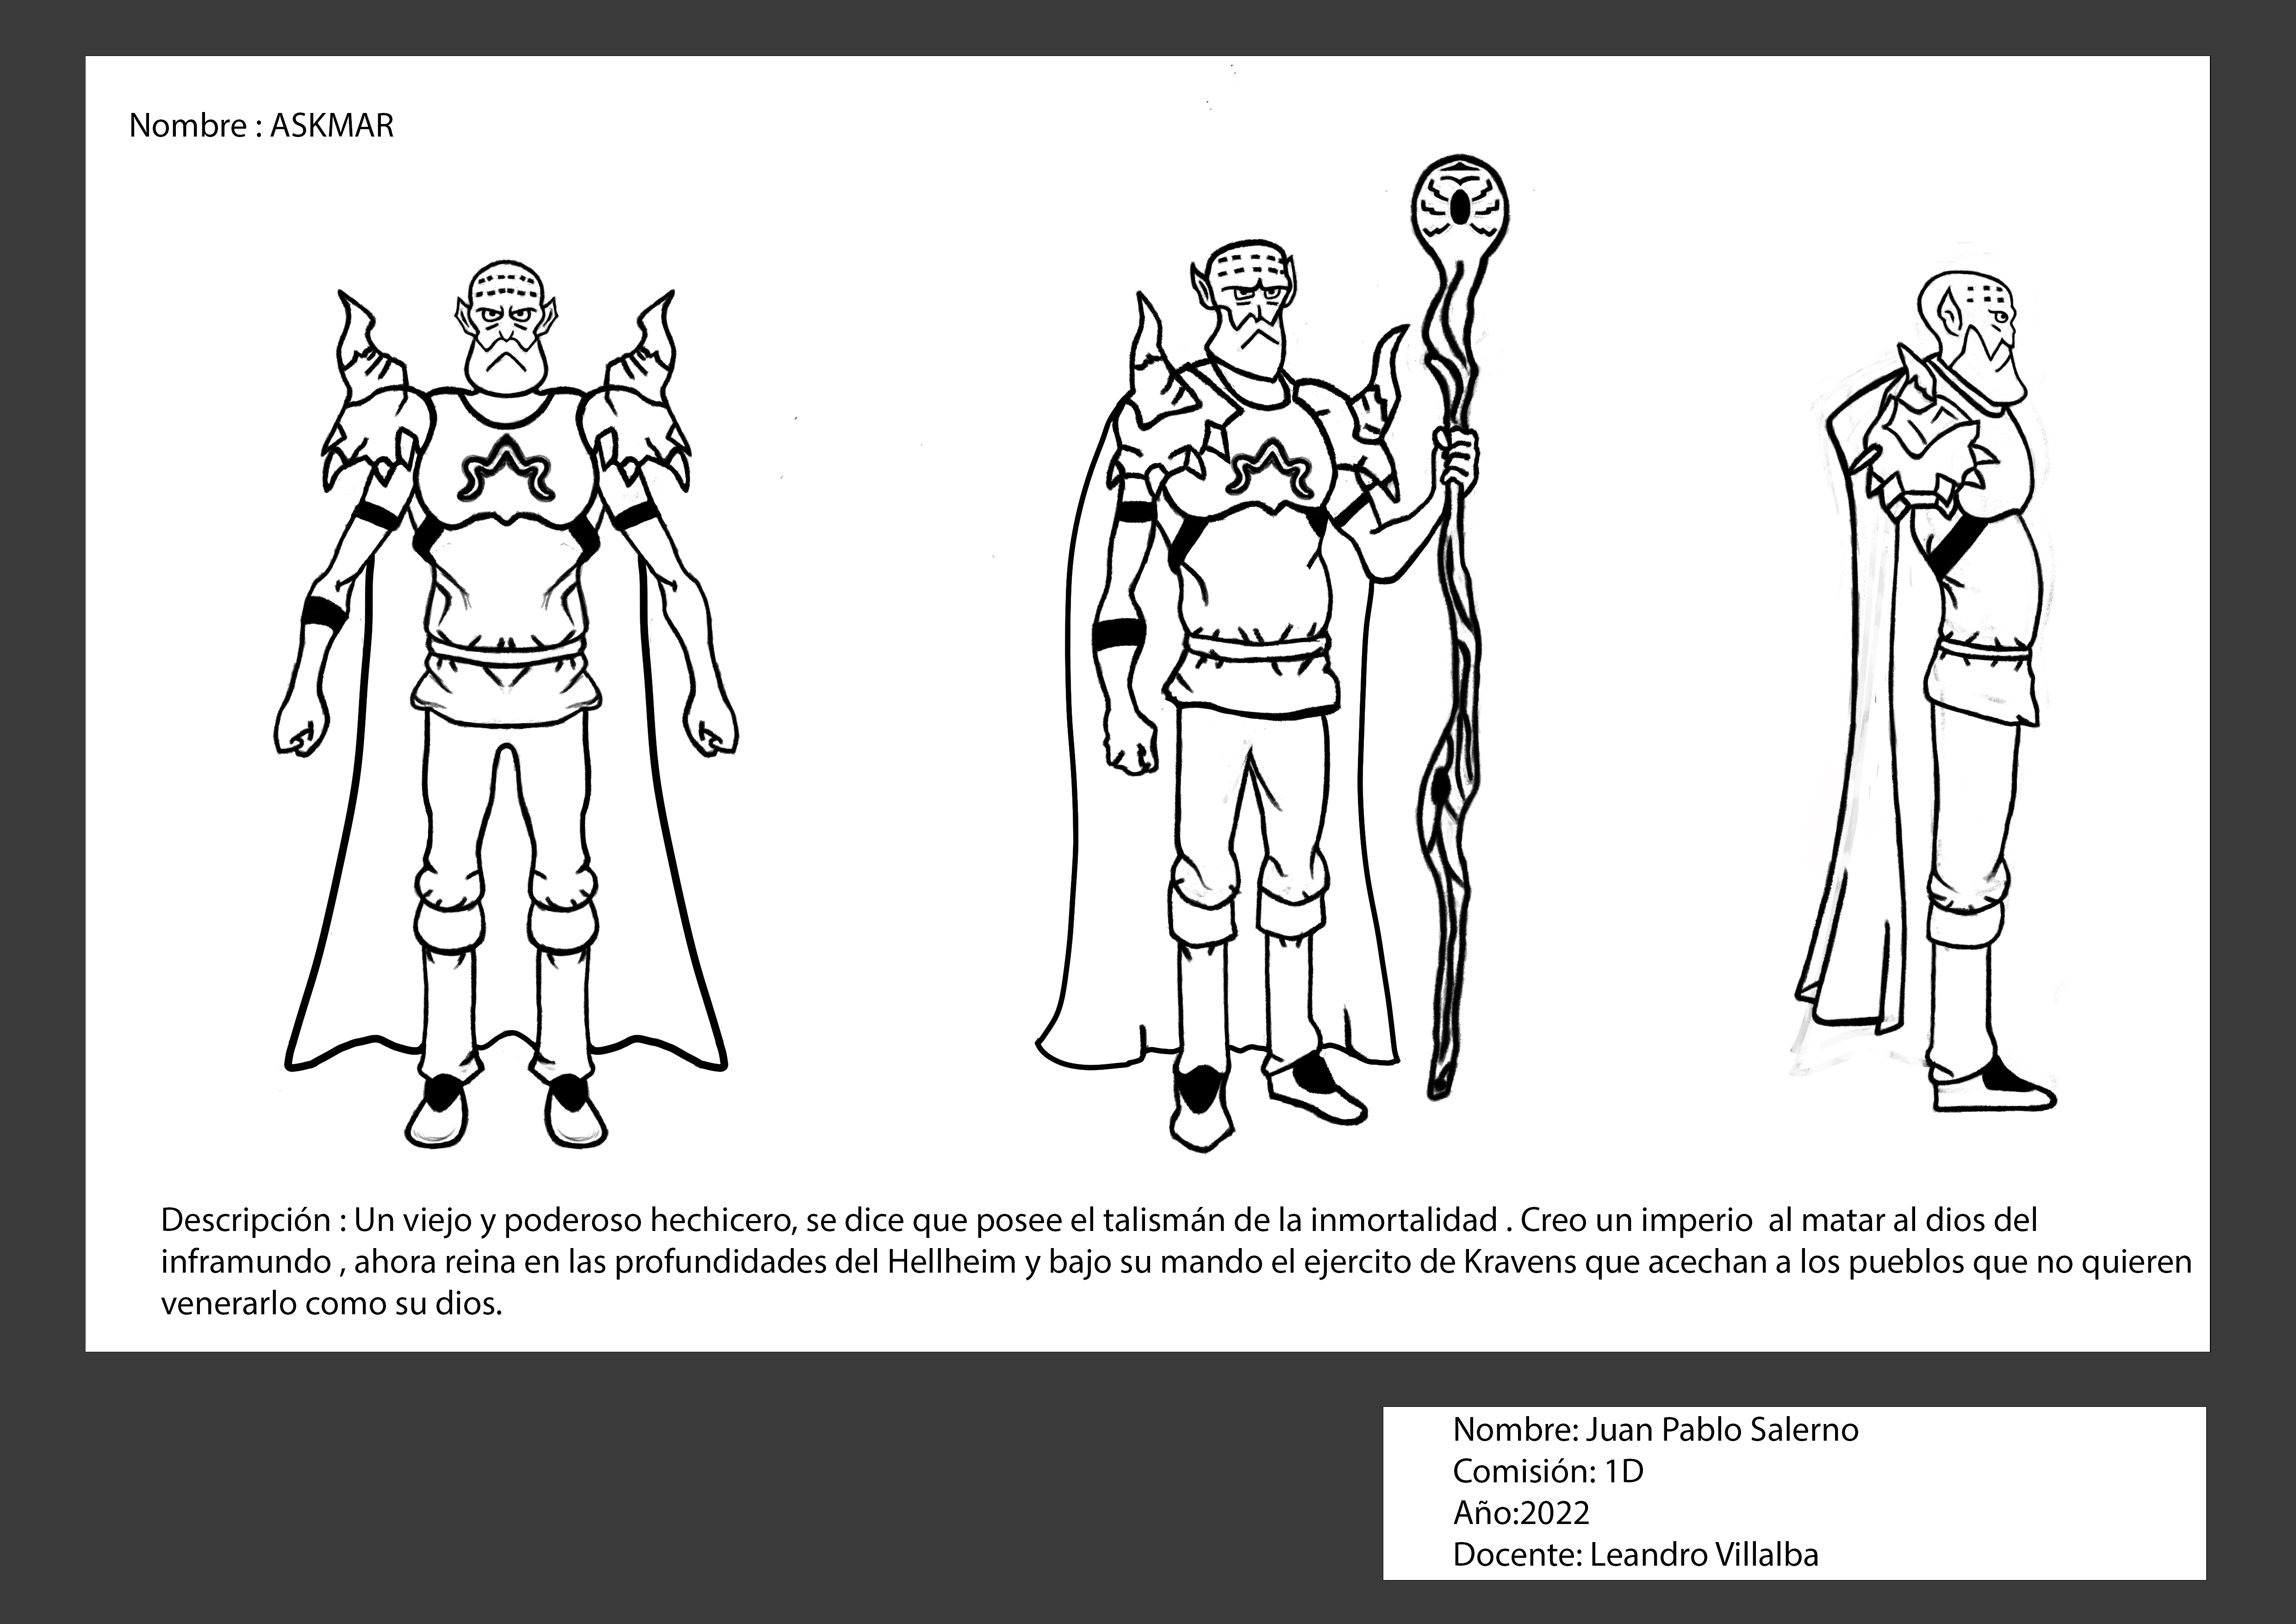 Nombre : ASKMAR
Descripción : Un viejo y poderoso hechicero, se dice que posee el talismán de la inmortalidad . Creo un imperio  al matar al dios del
inframundo , ahora reina en las profundidades del Hellheim y bajo su mando el ejercito de Kravens que acechan a los pueblos que no quieren
venerarlo como su dios.
Nombre: Juan Pablo Salerno
Comisión: 1D
Año:2022
Docente: Leandro Villalba